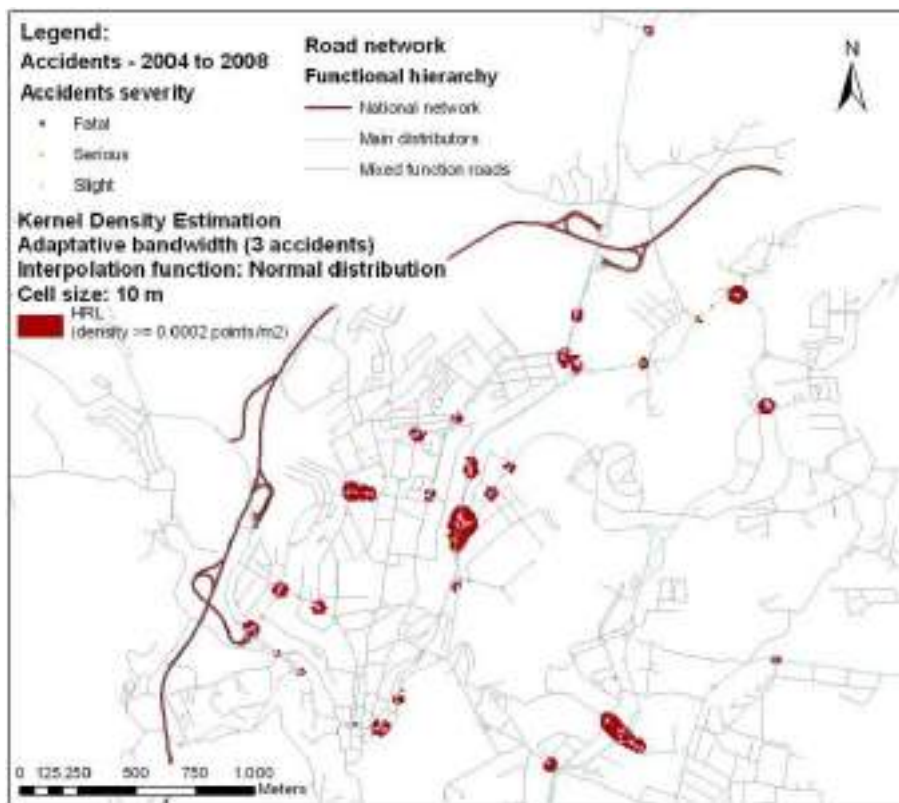 Legend:
Accidents - 2004 to 2008
Accidents severity
Fatal
Serious
Slight
Road network
Functional hierarchy
National network
Main distributors
Mixed function roads
N
Kernel Density Estimation
Adaptative bandwidth (3 accidents)
Interpolation function: Normal distribution
Cell size: 10 m
HRL
(density >= 0.0002 points/m2)
0 125.250 500 750 1.000
Meters